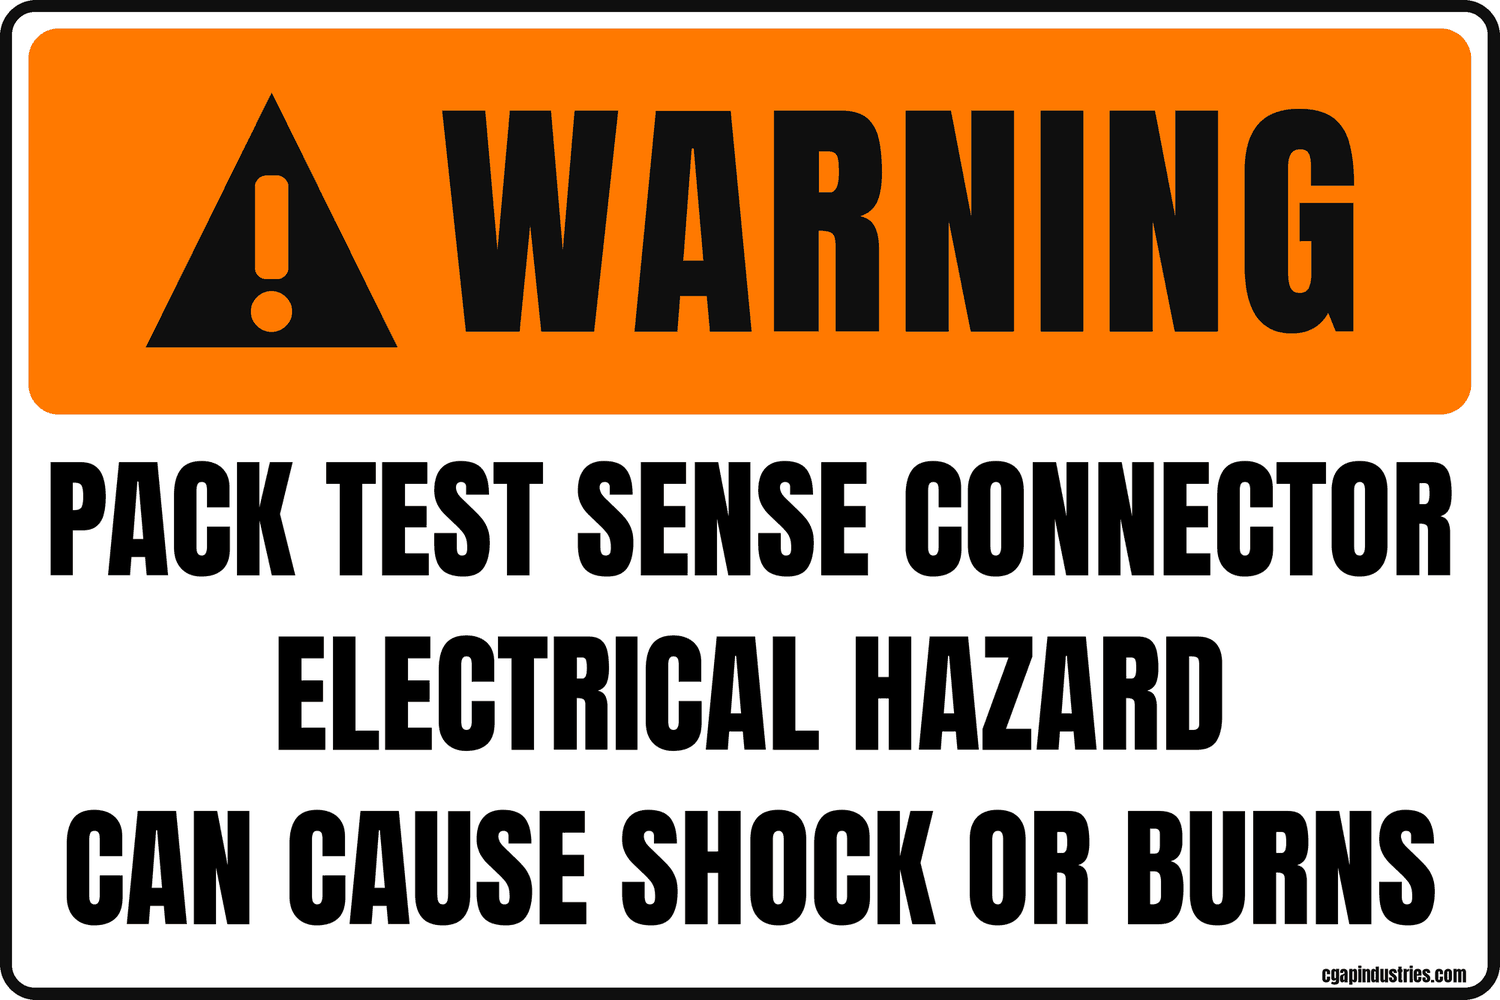 WARNING
PACK TEST SENSE CONNECTOR
ELECTRICAL HAZARD
CAN CAUSE SHOCK OR BURNS
cgapindustries.com